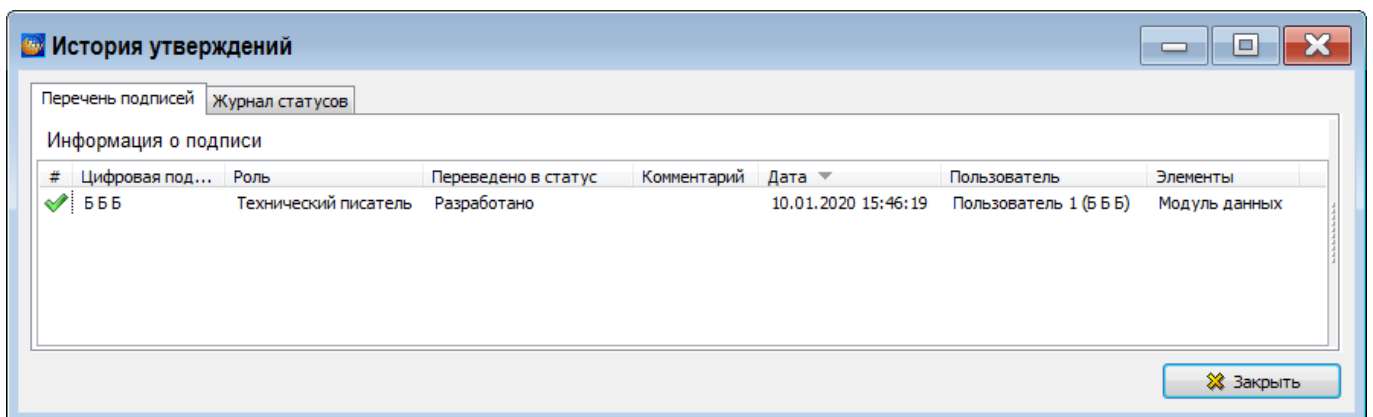 История утверждений
Перечень подписей Журнал статусов
Информация о подписи
# Цифровая под... Роль Переведено в статус Комментарий Дата Пользователь Элементы
Б Б Б Технический писатель Разработано 10.01.2020 15:46:19 Пользователь 1 (Б Б Б) Модуль данных
Закрыть